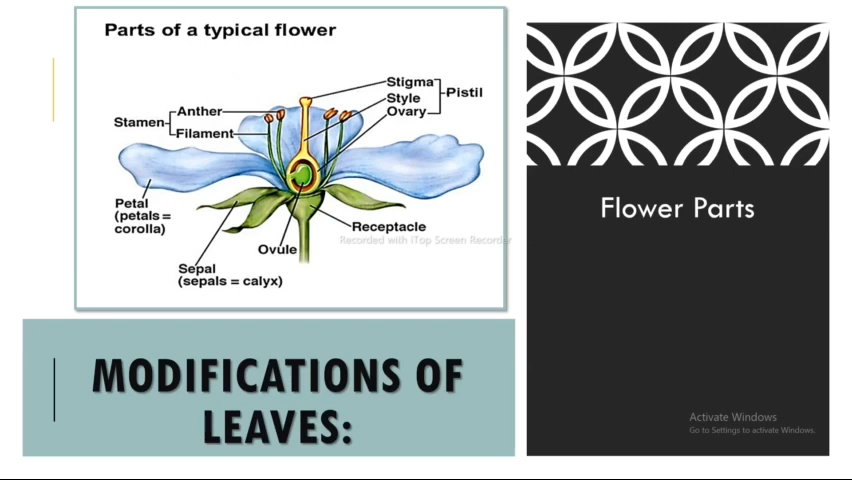 Parts of a typical flower
Stigma
Style
Ovary
Pistil
Anther
Stamen
Filament
Petal
(petals =
corolla)
Receptacle
Recorded with iTop Screen Recorder
Ovule
Sepal
(sepals = calyx)
MODIFICATIONS OF
LEAVES:
Flower Parts
Activate Windows
Go to Settings to activate Windows.